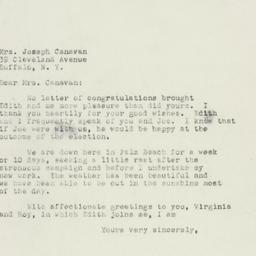 Mrs. Joseph Canavan
39 Cleveland Avenue
Buffalo, N. Y.
Dear Mrs. Canavan:
No letter of congratulations brought
Edith and me more pleasure than did yours. I
thank you heartily for your good wishes. Edith
and I frequently speak of you and Joe. I know that
if Joe were with us, he would be happy at the
outcome of the election.
We are down here in Palm Beach for a week
or 10 days, seeking a little rest after the
strenuous campaign and before I undertake my
new work. The weather has been beautiful and
we have been able to be out in the sunshine most
of the day.
With affectionate greetings to you, Virginia
and Roy, in which Edith joins me, I am
Yours very sincerely,